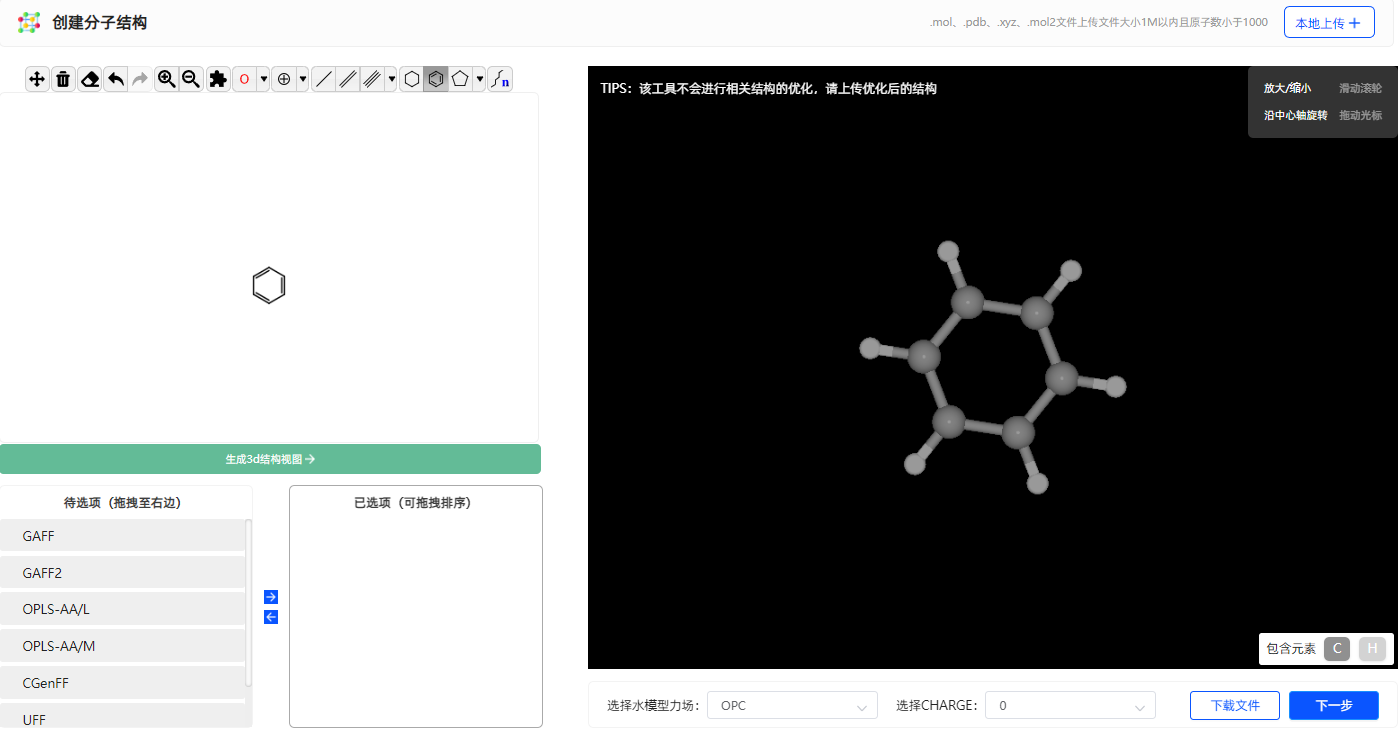 创建分子结构
.mol、.pdb、.xyz、.mol2文件上传文件大小1M以内且原子数小于1000
本地上传 +
O
n
生成3d结构视图→
待选项（拖拽至右边）
GAFF
GAFF2
OPLS-AA/L
OPLS-AA/M
CGenFF
UFF
已选项（可拖拽排序）
TIPS：该工具不会进行相关结构的优化，请上传优化后的结构
放大/缩小 滑动滚轮
沿中心轴旋转 拖动光标
包含元素 C H
选择水模型力场： OPC 选择CHARGE： 0 下载文件 下一步